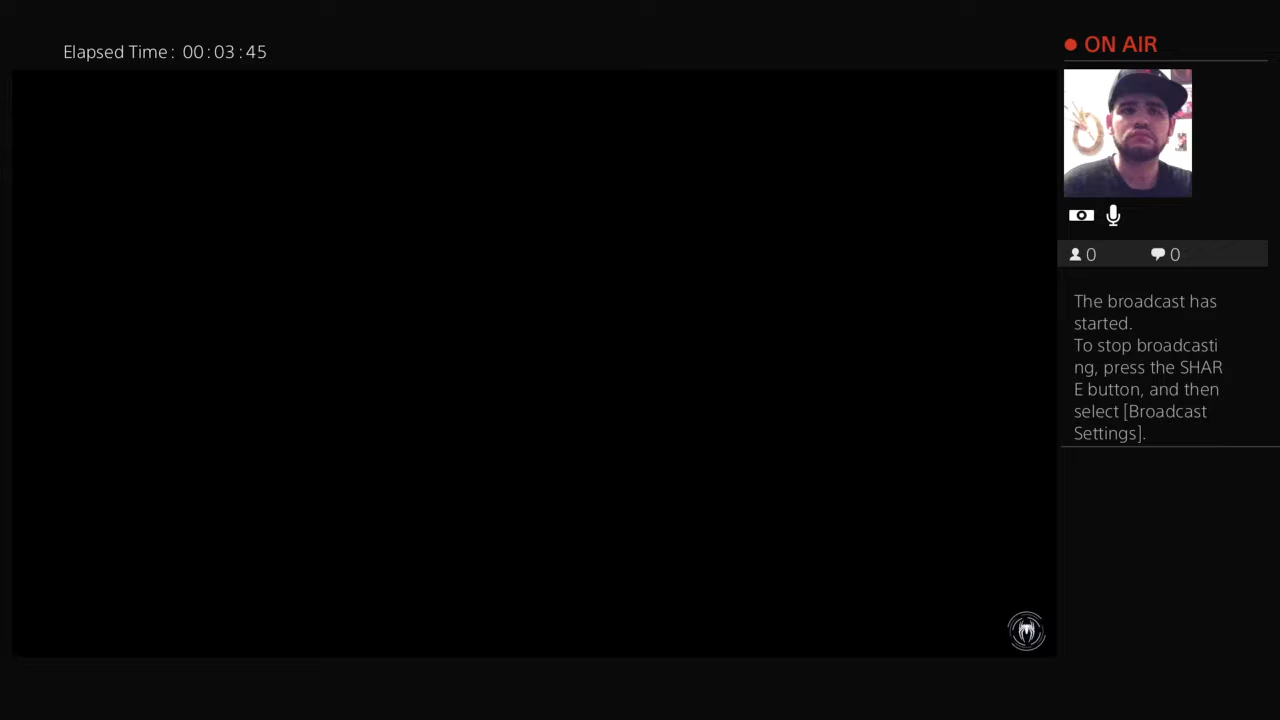 Elapsed Time: 00:03:45
ON AIR
0 0
The broadcast has
started.
To stop broadcasti
ng, press the SHAR
E button, and then
select [Broadcast
Settings].